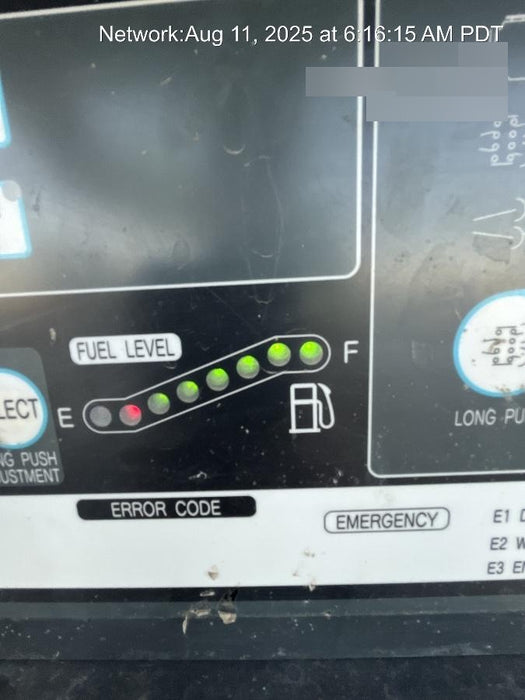 Network:Aug 11, 2025 at 6:16:15 AM PDT
FUEL LEVEL
F
E
LECT
NG PUSH
USTMENT
LONG PU
ERROR CODE
EMERGENCY
E1
E2 W
E3 EM